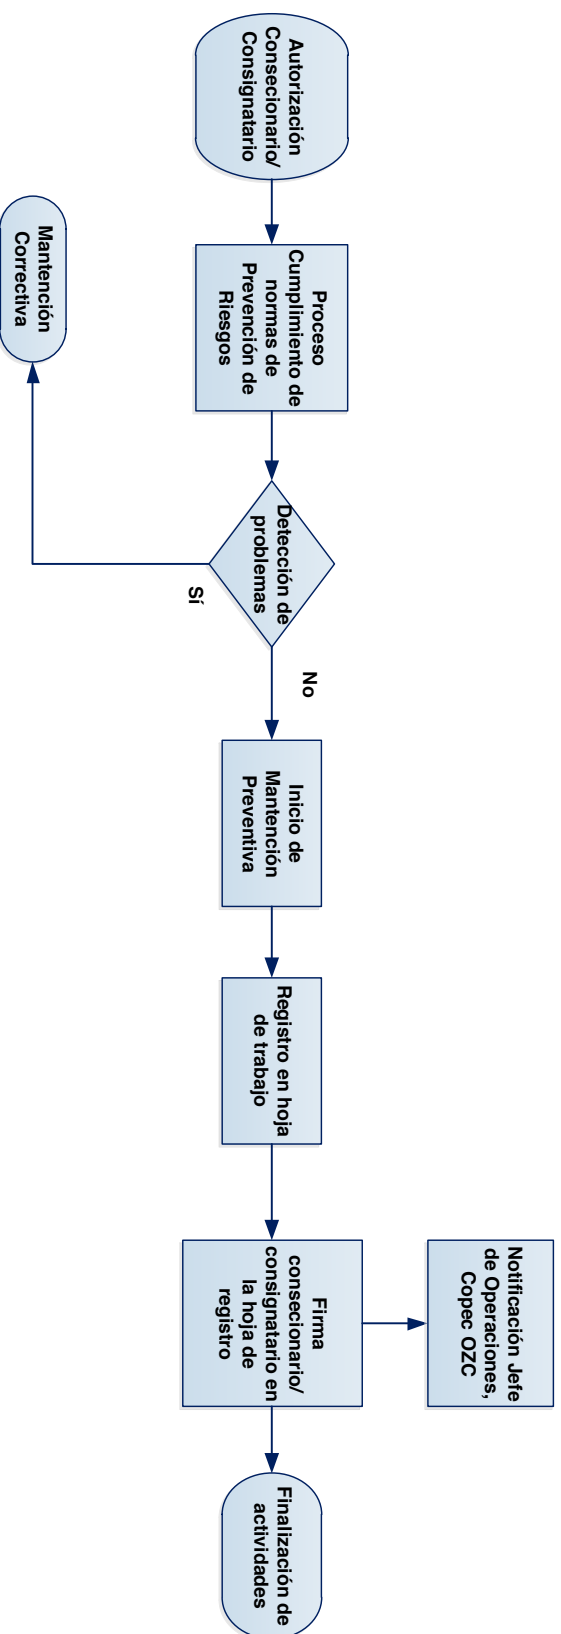 Autorización
Consecionario/
Consignatario
Proceso
Cumplimiento de
normas de
Prevención de
Riesgos
Detección de
problemas
Sí
Mantención
Correctiva
No
Inicio de
Mantención
Preventiva
Registro en hoja
de trabajo
Firma
consecionario/
consignatario en
la hoja de
registro
Notificación Jefe
de Operaciones,
Copec OZC
Finalización de
actividades